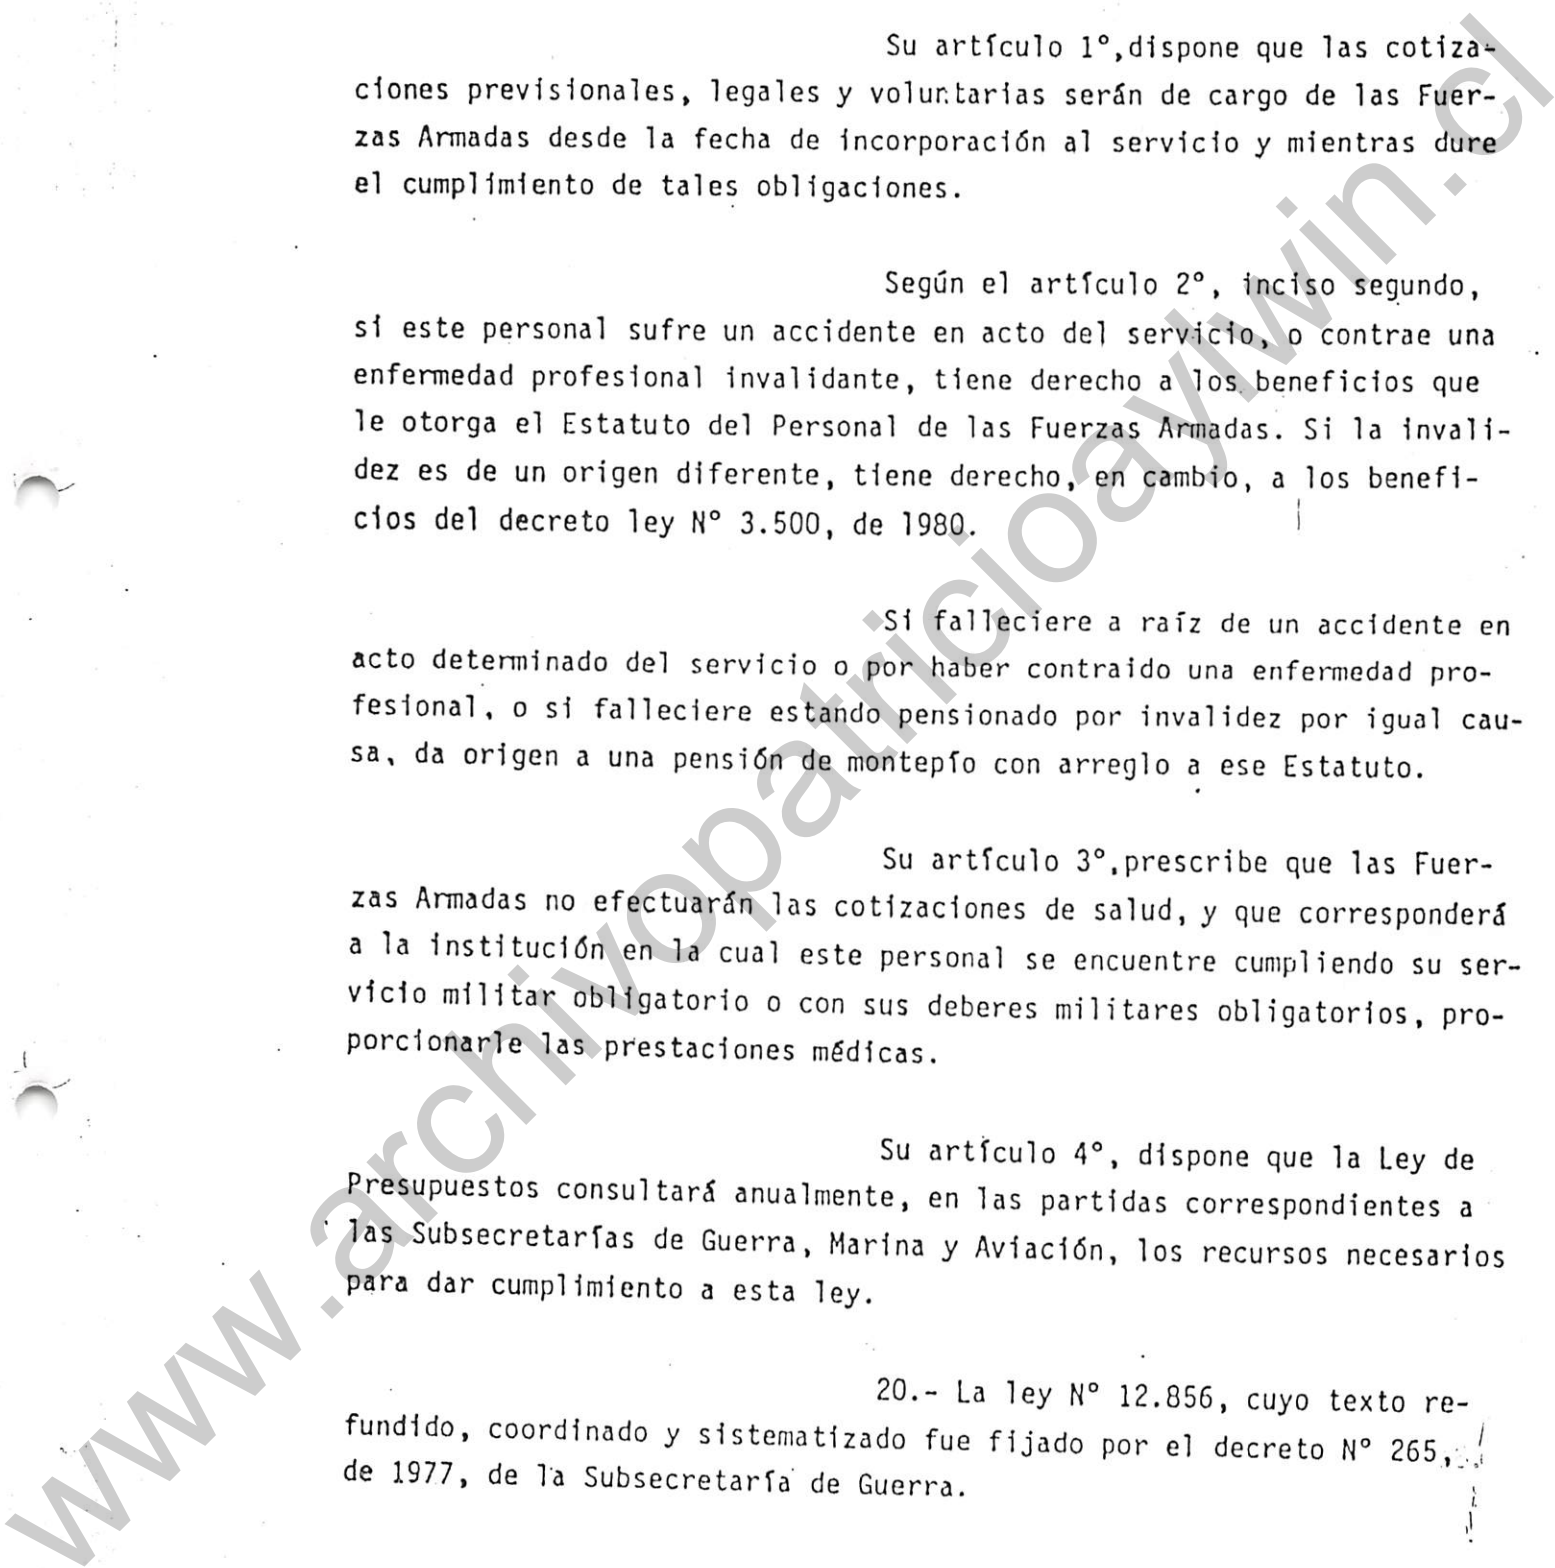 Su artículo 1°,dispone que las cotiza-
ciones previsionales, legales y voluntarias serán de cargo de las Fuer-
zas Armadas desde la fecha de incorporación al servicio y mientras dure
el cumplimiento de tales obligaciones.
Según el artículo 2°, inciso segundo,
si este personal sufre un accidente en acto del servicio, o contrae una
enfermedad profesional invalidante, tiene derecho a los beneficios que
le otorga el Estatuto del Personal de las Fuerzas Armadas. Si la invali-
dez es de un origen diferente, tiene derecho, en cambio, a los benefi-
cios del decreto ley N° 3.500, de 1980.
Si falleciere a raíz de un accidente en
acto determinado del servicio o por haber contraido una enfermedad pro-
fesional, o si falleciere estando pensionado por invalidez por igual cau-
sa, da origen a una pensión de montepío con arreglo a ese Estatuto.
Su artículo 3°,prescribe que las Fuer-
zas Armadas no efectuarán las cotizaciones de salud, y que corresponderá
a la institución en la cual este personal se encuentre cumpliendo su ser-
vicio militar obligatorio o con sus deberes militares obligatorios, pro-
porcionarle las prestaciones médicas.
Su artículo 4°, dispone que la Ley de
Presupuestos consultará anualmente, en las partidas correspondientes a
las Subsecretarías de Guerra, Marina y Aviación, los recursos necesarios
para dar cumplimiento a esta ley.
20.- La ley N° 12.856, cuyo texto re-
fundido, coordinado y sistematizado fue fijado por el decreto N° 265,
de 1977, de la Subsecretaría de Guerra.
www.archivopatricioaylwin.cl